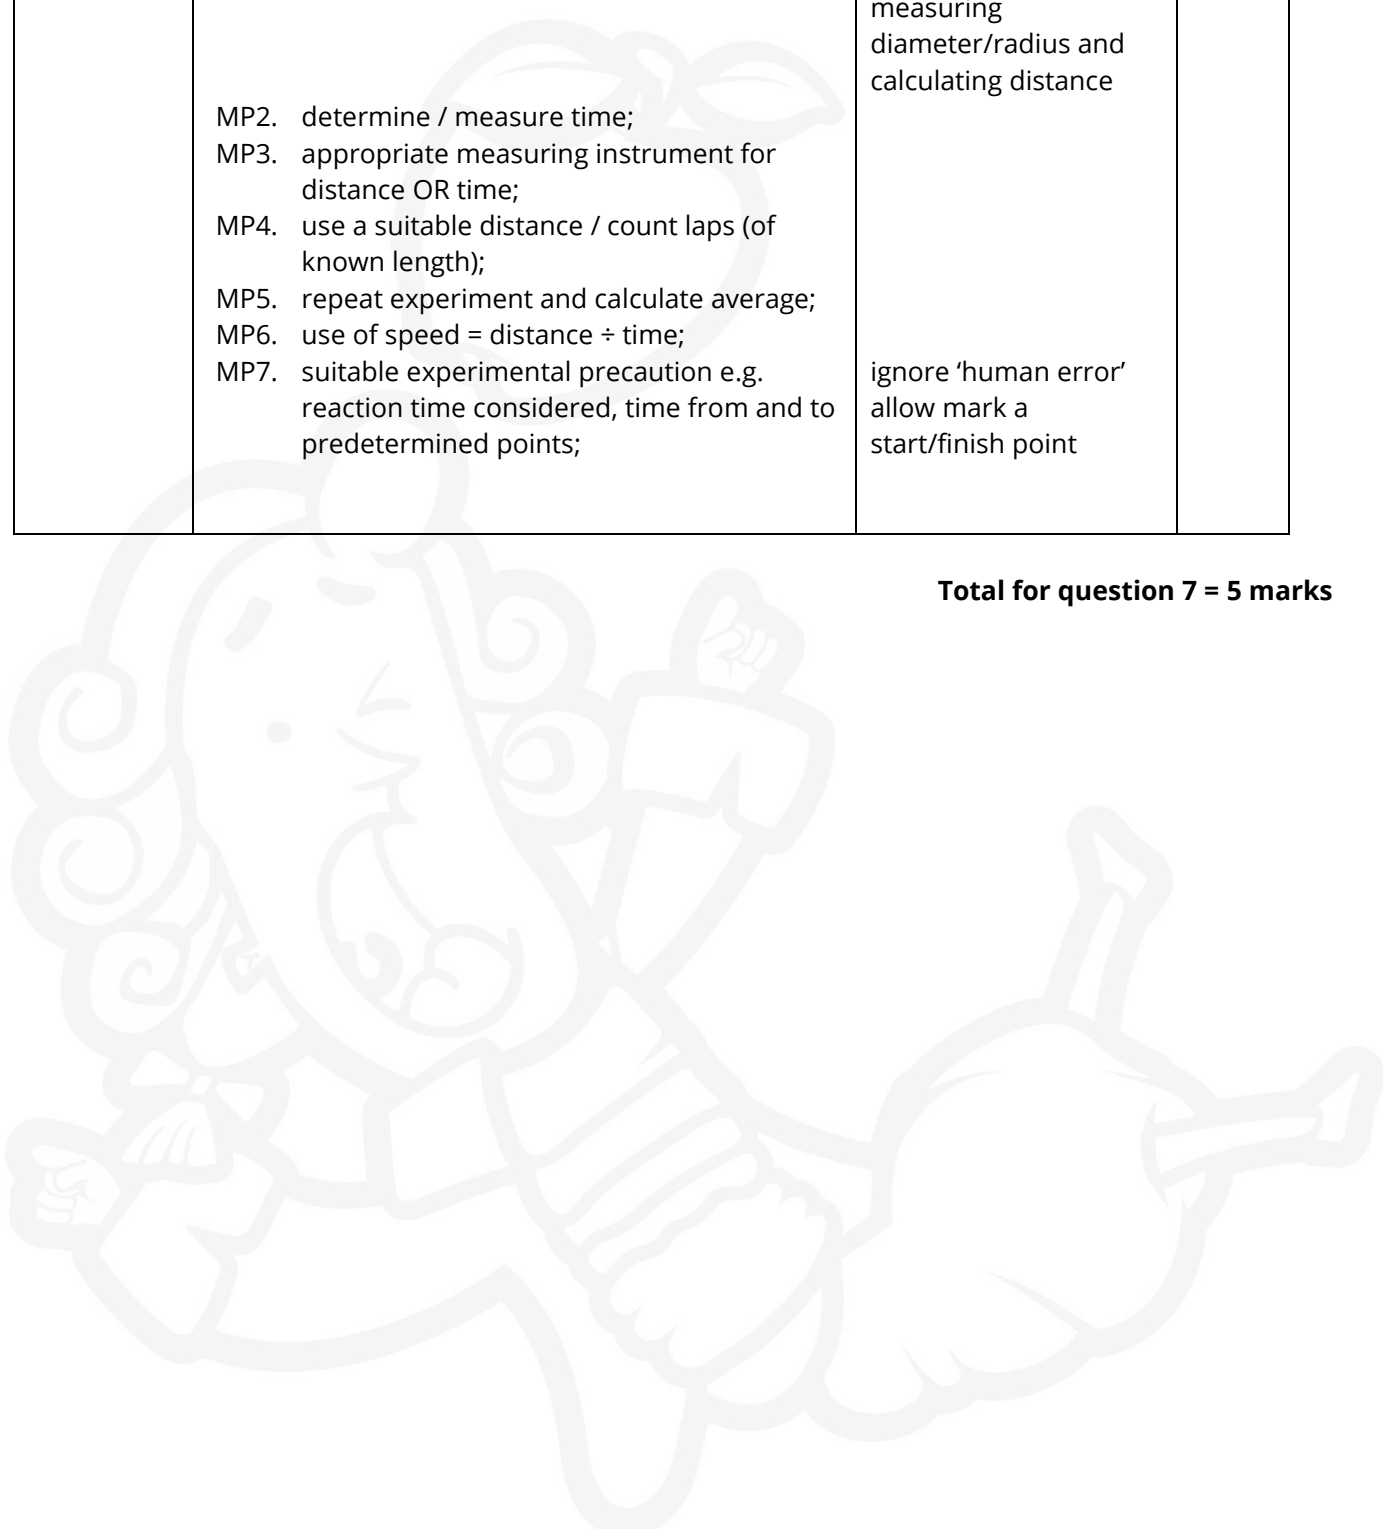 measuring
diameter/radius and
calculating distance
MP2. determine / measure time;
MP3. appropriate measuring instrument for
distance OR time;
MP4. use a suitable distance / count laps (of
known length);
MP5. repeat experiment and calculate average;
MP6. use of speed = distance ÷ time;
MP7. suitable experimental precaution e.g.
reaction time considered, time from and to
predetermined points;
ignore ‘human error’
allow mark a
start/finish point
Total for question 7 = 5 marks